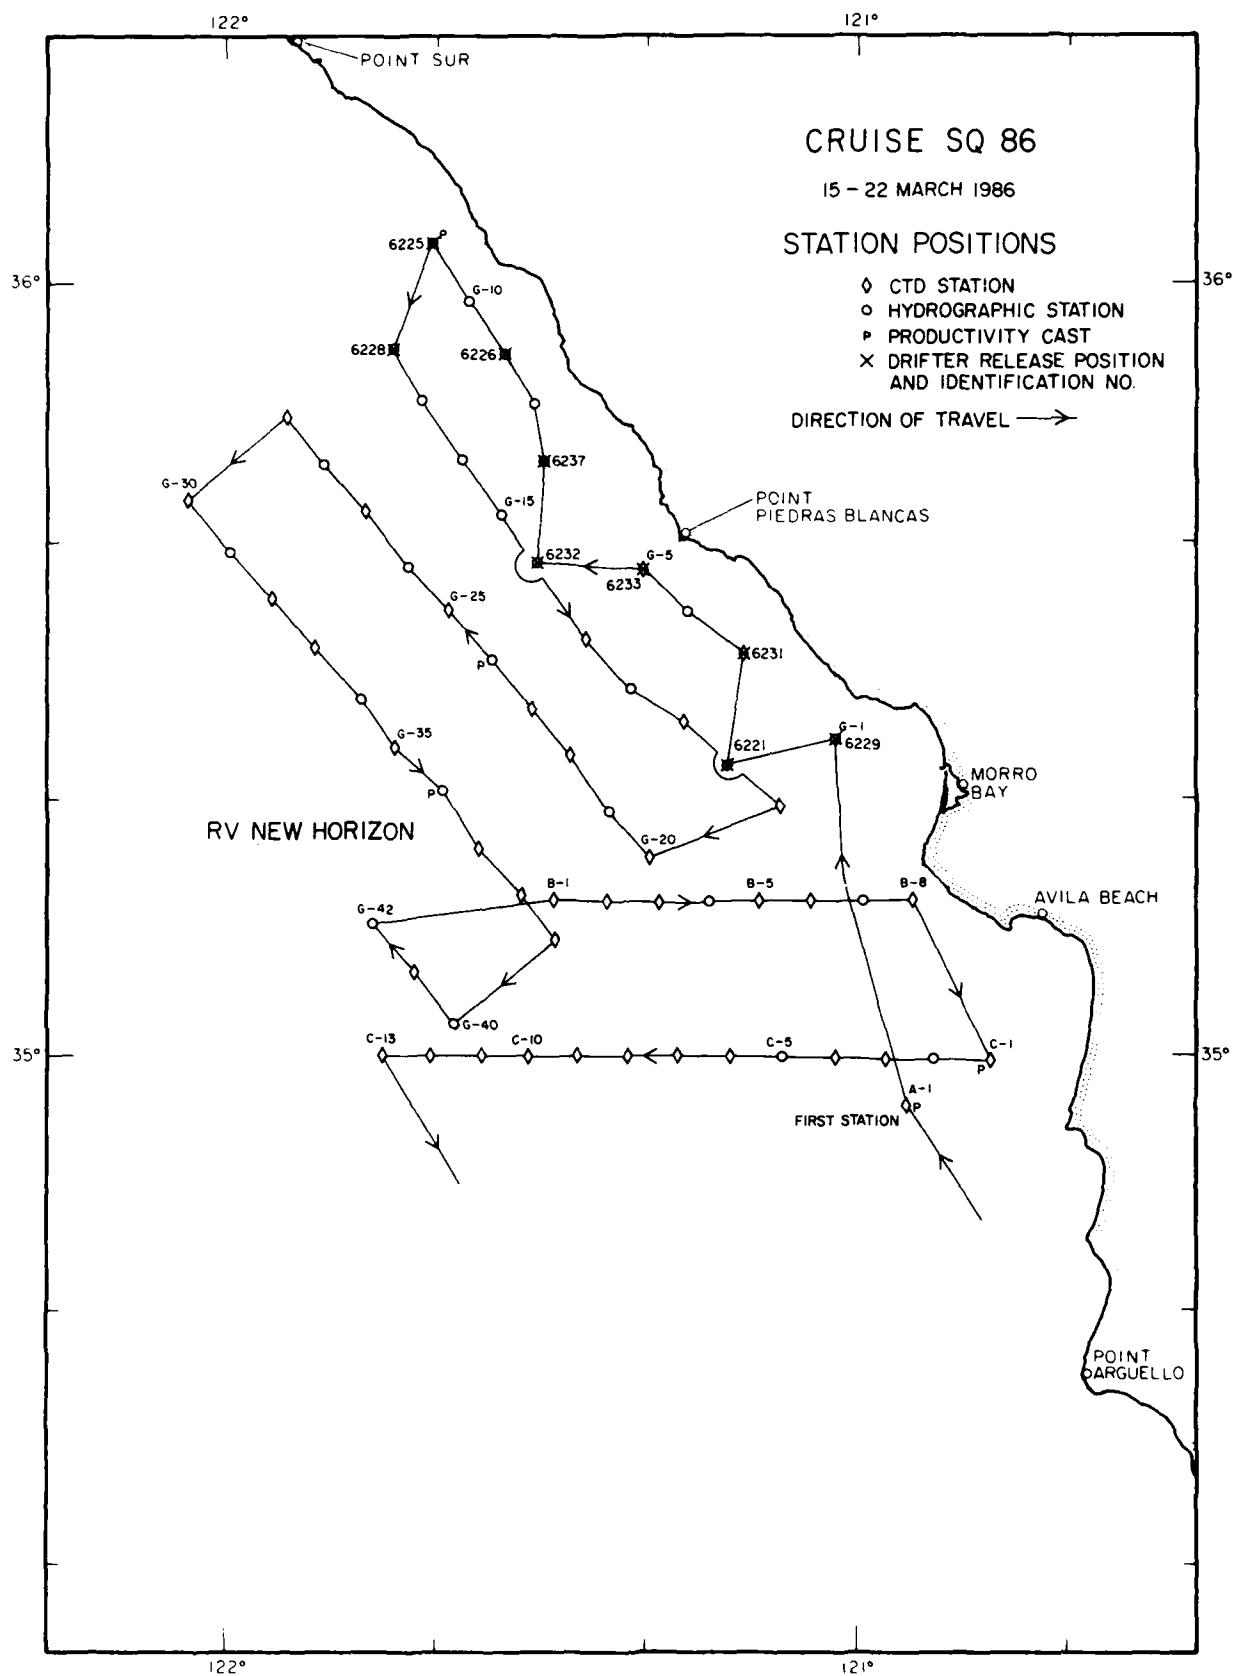 122°
121°
POINT SUR
CRUISE SQ 86
15 - 22 MARCH 1986
STATION POSITIONS
CTD STATION
HYDROGRAPHIC STATION
P PRODUCTIVITY CAST
DRIFTER RELEASE POSITION
AND IDENTIFICATION NO.
DIRECTION OF TRAVEL
6225
P
36°
36°
G-10
6228
6226
6237
G-30
G-15
POINT
PIEDRAS BLANCAS
6232
G-5
6233
G-25
6231
P
G-1
6229
6221
G-35
P
MORRO
BAY
RV NEW HORIZON
G-20
B-1
B-5
B-8
AVILA BEACH
G-42
G-40
C-13
C-10
C-5
C-1
P
35°
35°
A-1
P
FIRST STATION
POINT
ARGUELLO
122°
121°